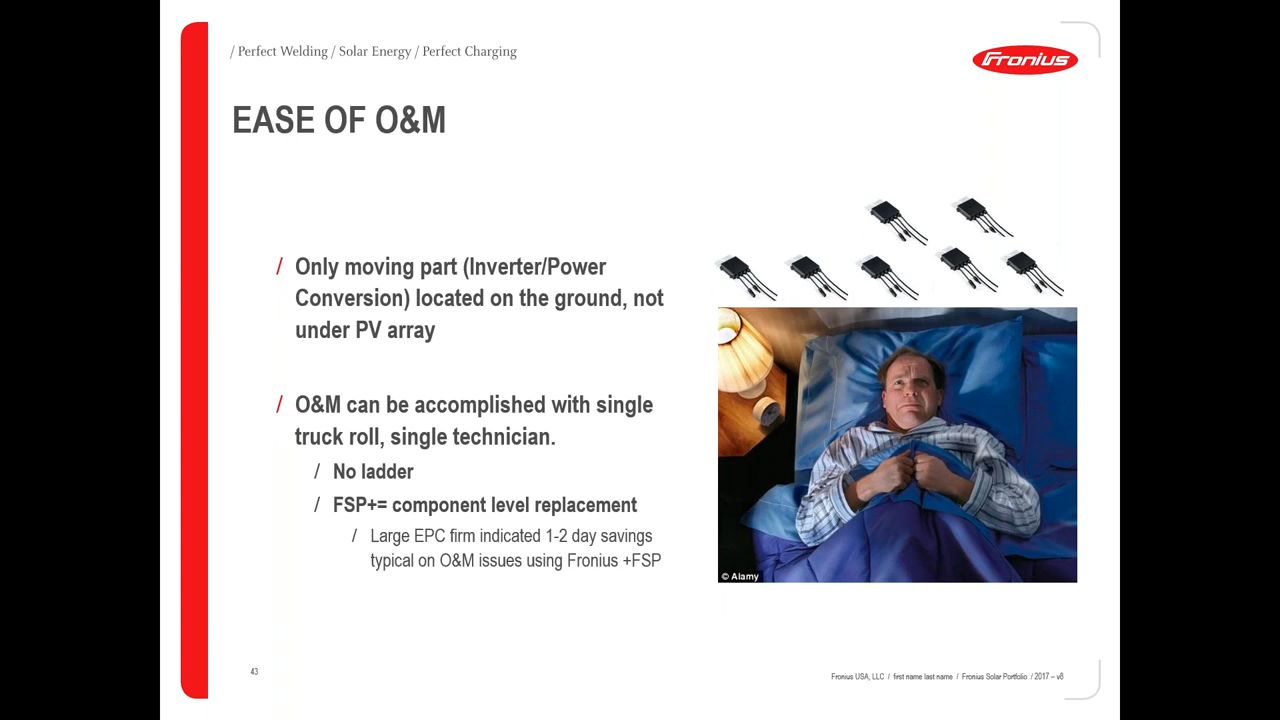 / Perfect Welding / Solar Energy / Perfect Charging
Fronius
EASE OF O&M
/ Only moving part (Inverter/Power
Conversion) located on the ground, not
under PV array
/ O&M can be accomplished with single
truck roll, single technician.
/ No ladder
/ FSP+= component level replacement
/ Large EPC firm indicated 1-2 day savings
typical on O&M issues using Fronius +FSP
© Alamy
43
Fronius USA, LLC / first name last name / Fronius Solar Portfolio / 2017 – v8